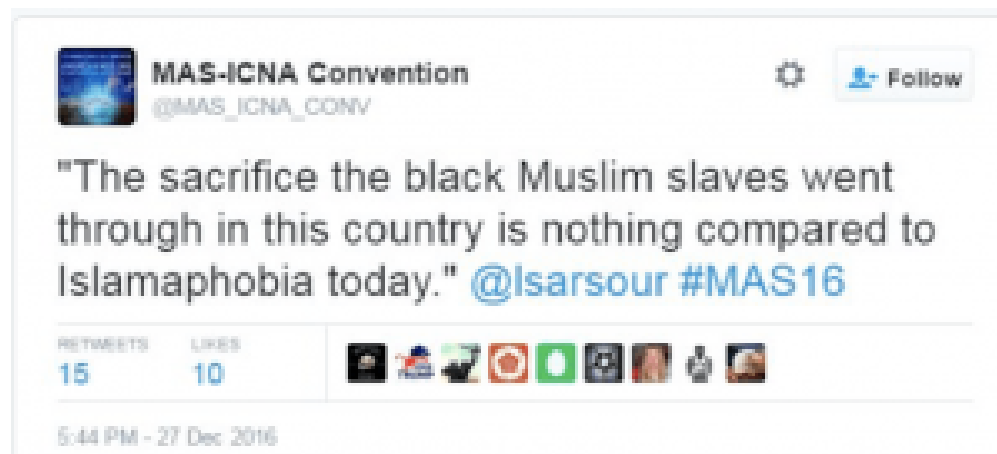 MAS-ICNA Convention
@MAS_ICNA_CONV
Follow
"The sacrifice the black Muslim slaves went
through in this country is nothing compared to
Islamaphobia today." @lsarsour #MAS16
RETWEETS LIKES
15 10
5:44 PM - 27 Dec 2016